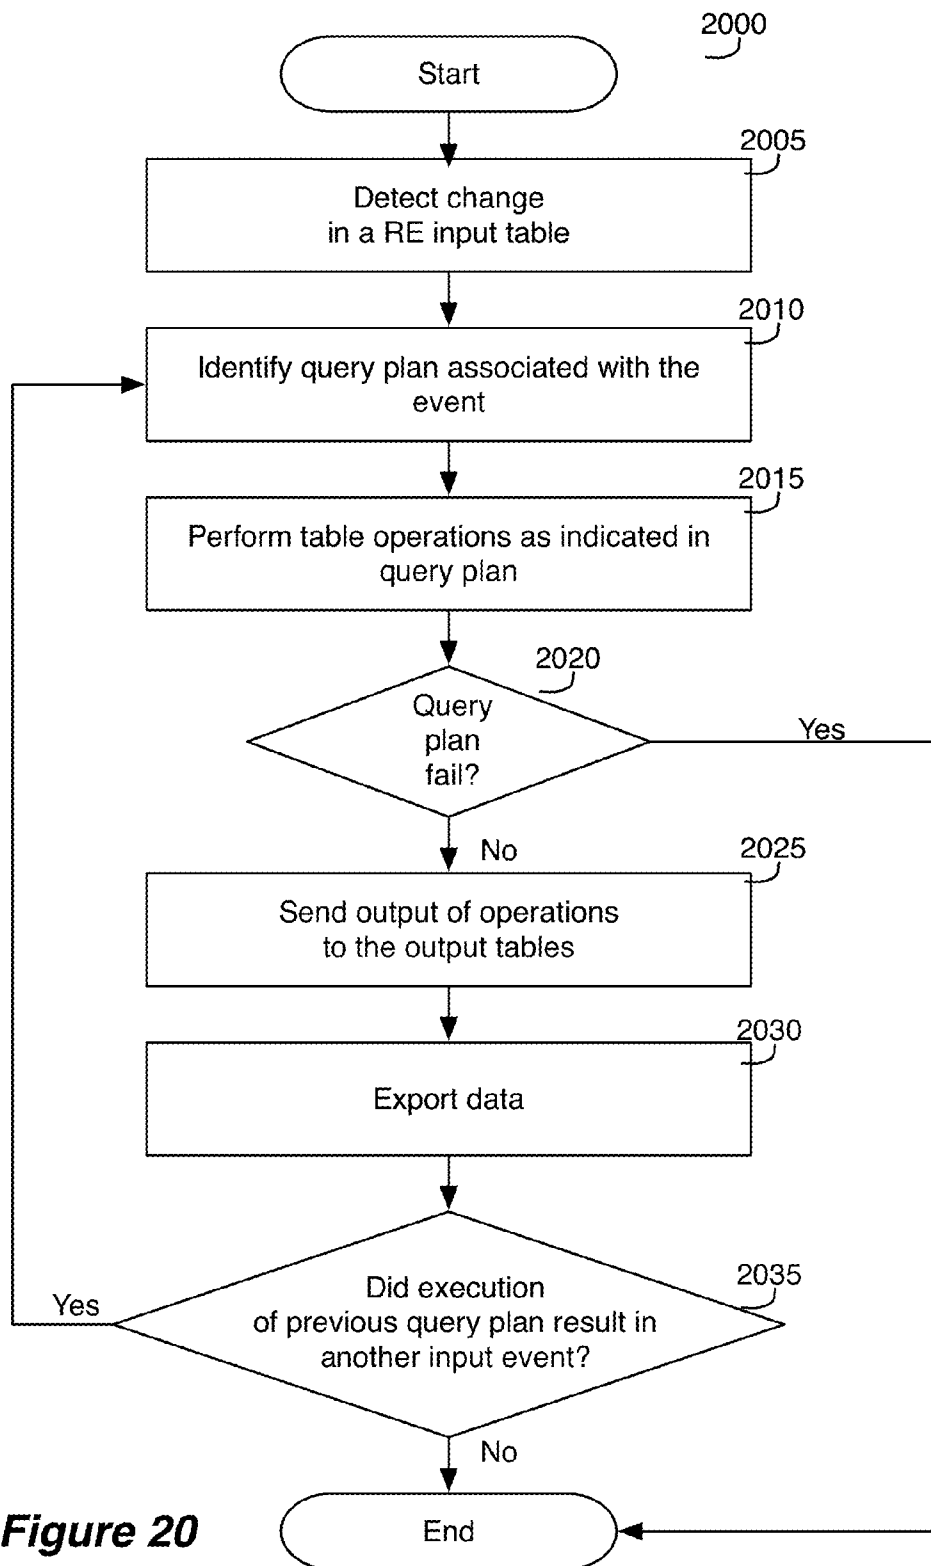 2000
Start
2005
Detect change
in a RE input table
2010
Identify query plan associated with the
event
2015
Perform table operations as indicated in
query plan
2020
Query
plan
fail?
Yes
No
2025
Send output of operations
to the output tables
2030
Export data
2035
Did execution
of previous query plan result in
another input event?
Yes
No
End
Figure 20